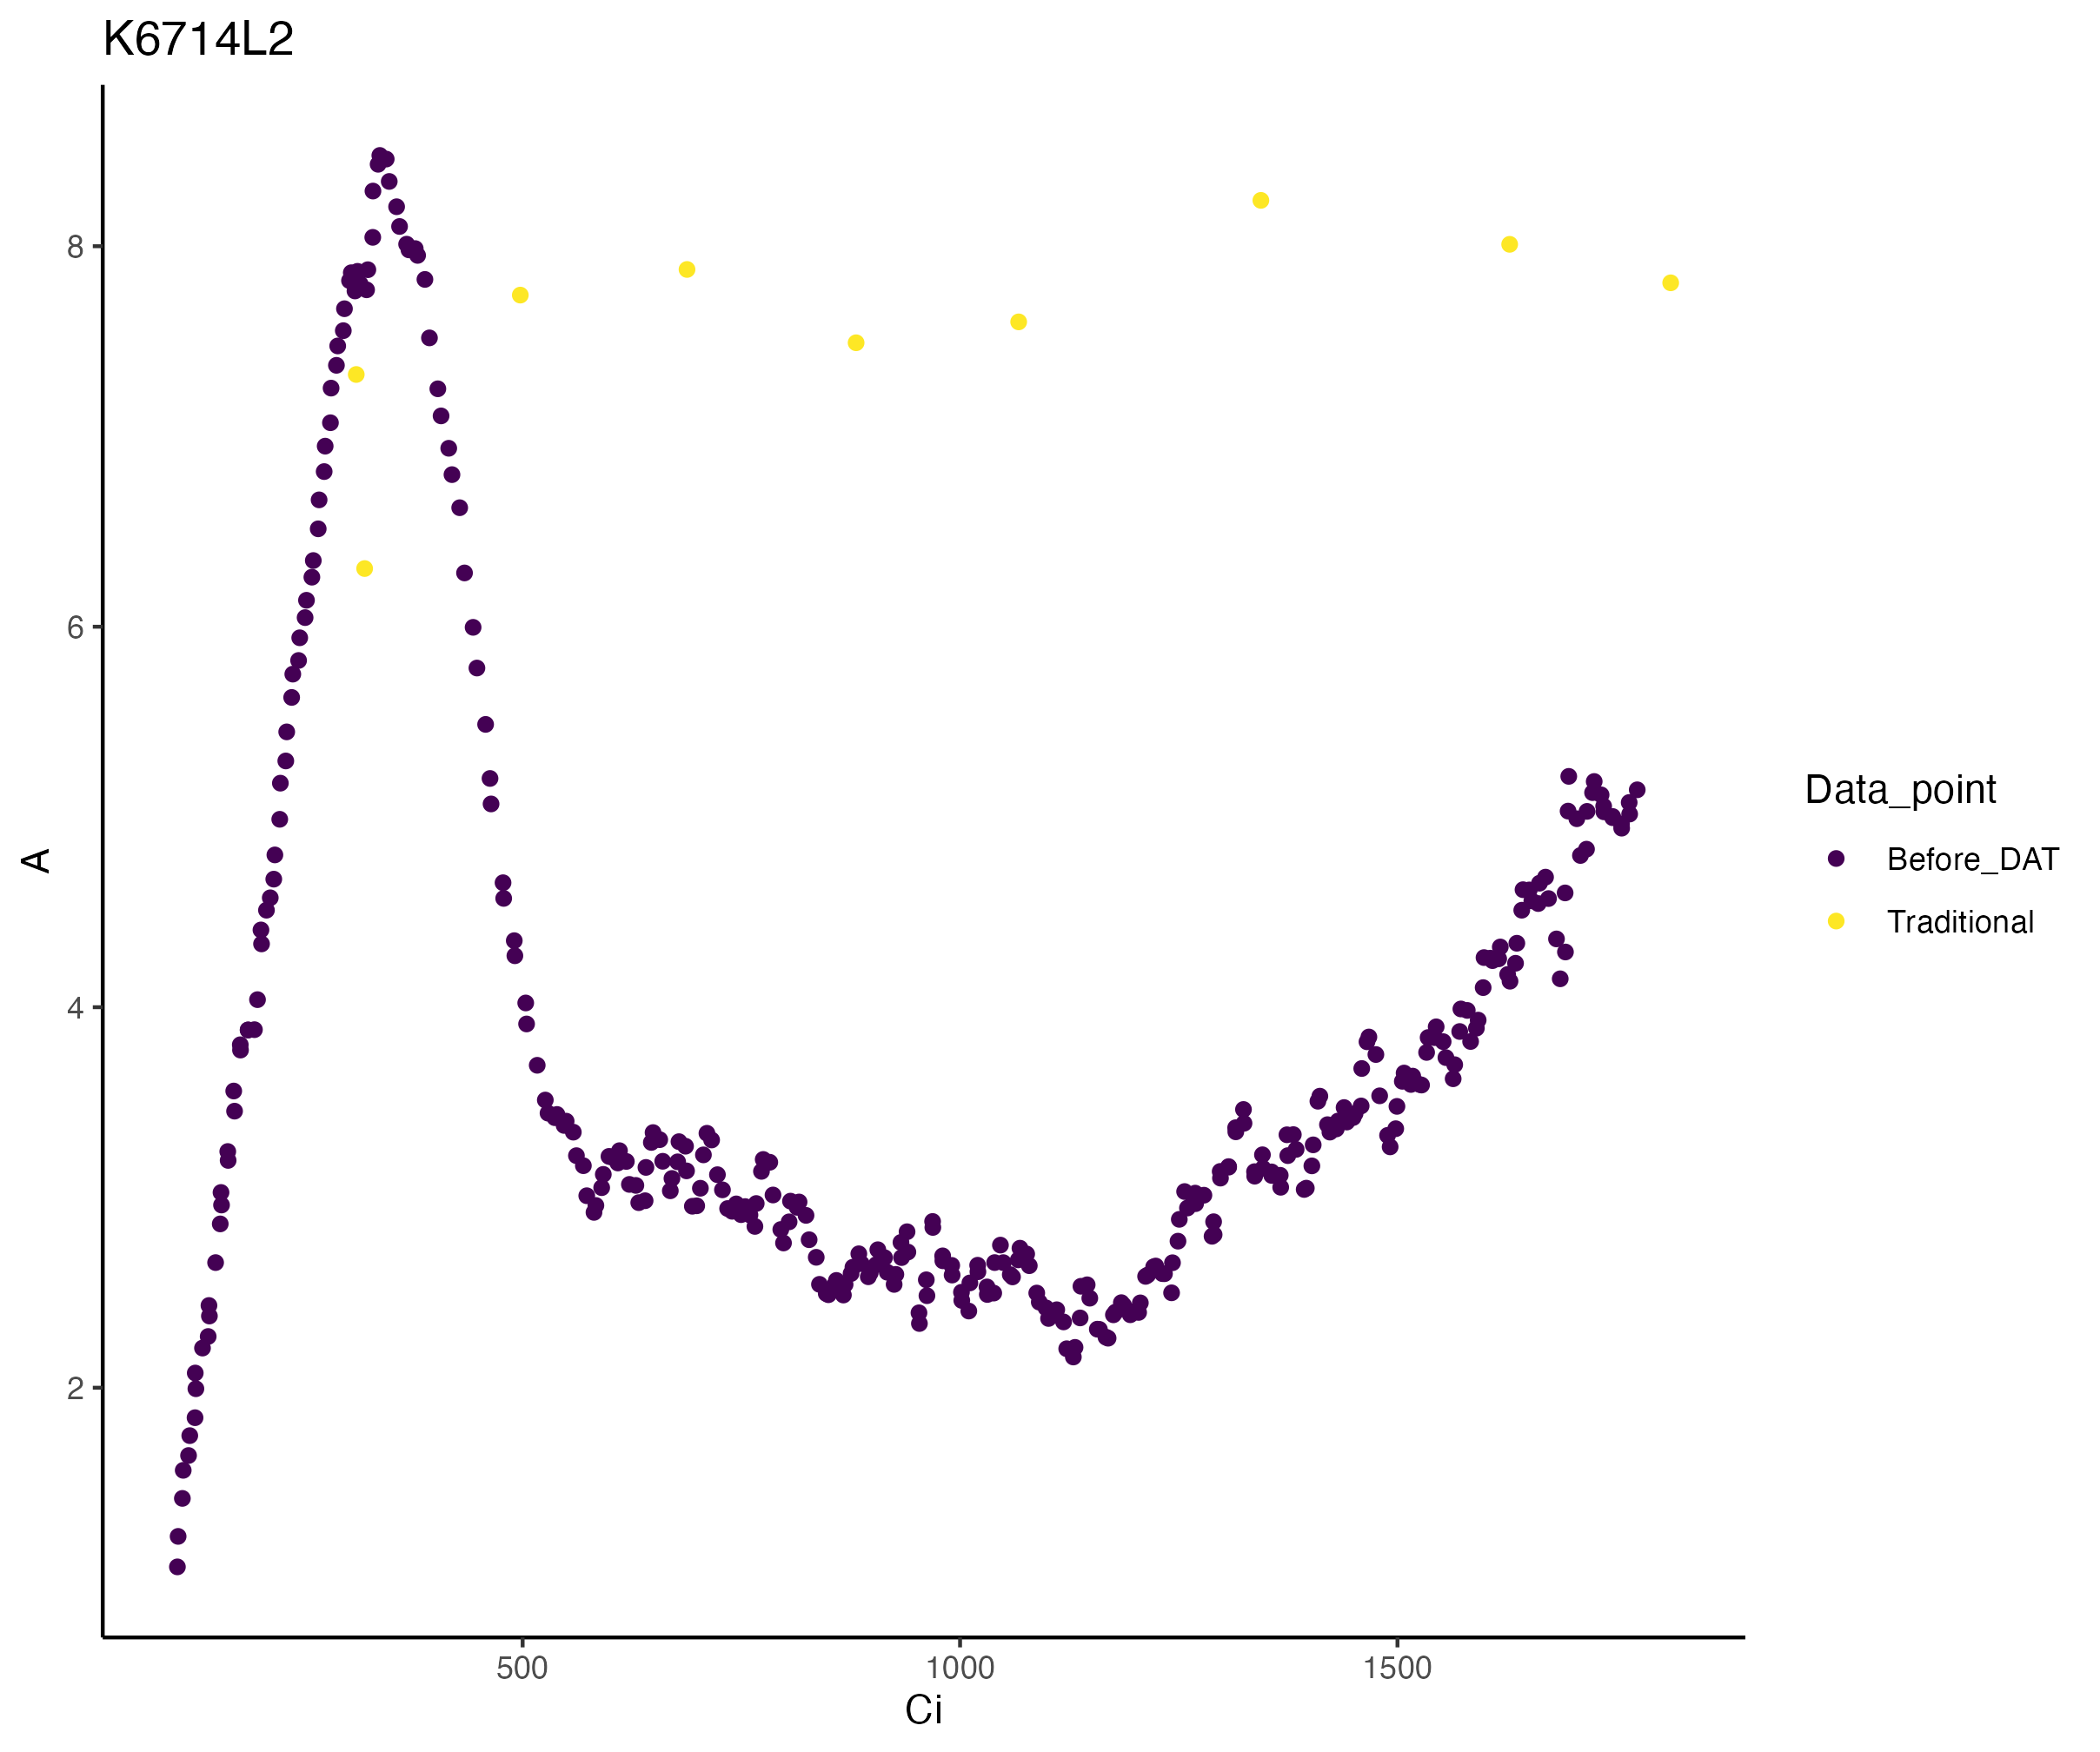 K6714L2
8
6
4
2
A
500
1000
1500
Ci
Data_point
Before_DAT
Traditional